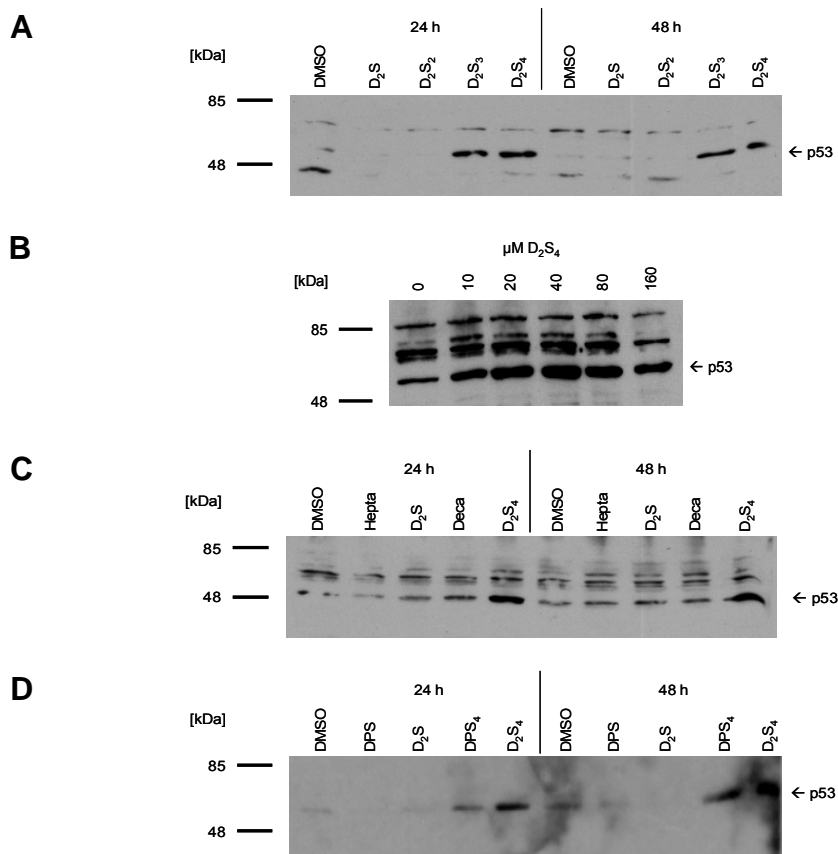 A
24 h
48 h
[kDa]
DMSO D₂S D₂S₂ D₂S₃ D₂S₄ DMSO D₂S D₂S₂ D₂S₃ D₂S₄
85
48
← p53
B
µM D₂S₄
[kDa]
0 10 20 40 80 160
85
48
← p53
C
24 h
48 h
[kDa]
DMSO Hepta D₂S Deca D₂S₄ DMSO Hepta D₂S Deca D₂S₄
85
48
← p53
D
24 h
48 h
[kDa]
DMSO DPS D₂S DPS₄ D₂S₄ DMSO DPS D₂S DPS₄ D₂S₄
85
48
← p53